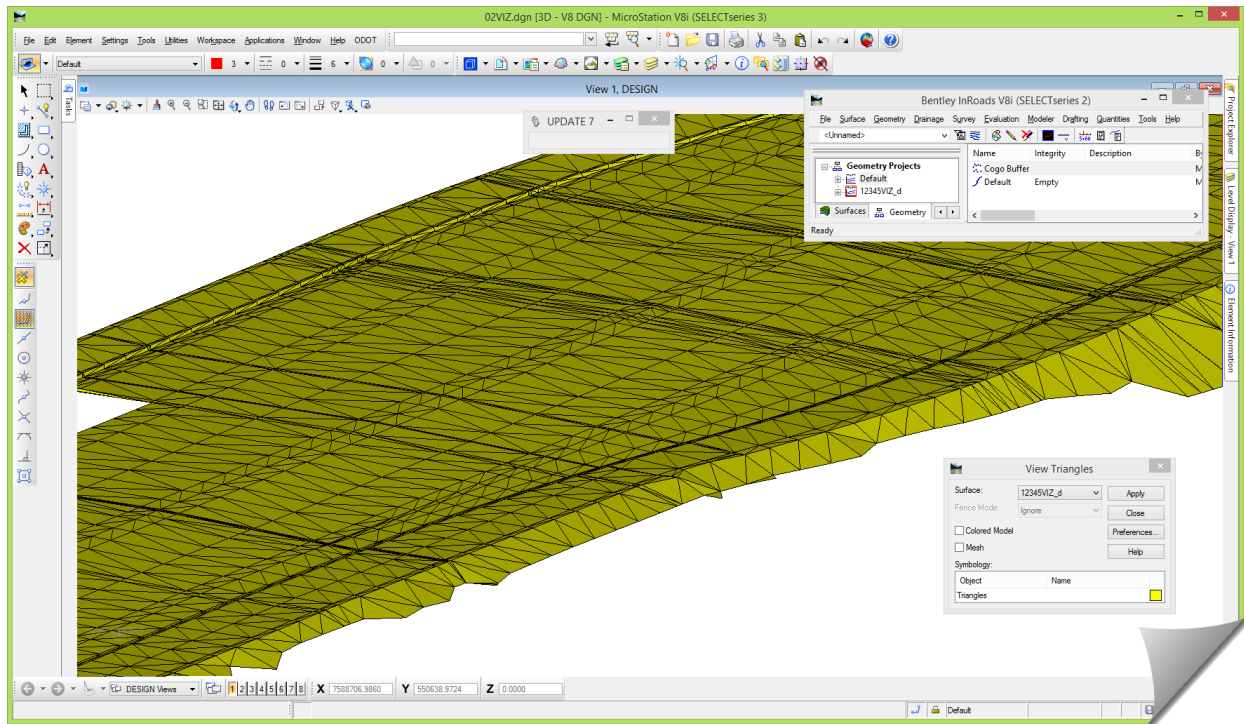 02VIZ.dgn [3D - V8 DGN] - MicroStation V8i (SELECTseries 3)
File Edit Element Settings Tools Utilities Workspace Applications Window Help ODOT
Default 3 0 6 0 0
Tasks
View 1, DESIGN
UPDATE 7
Bentley InRoads V8i (SELECTseries 2)
File Surface Geometry Drainage Survey Evaluation Modeler Drafting Quantities Tools Help
<Unnamed>
Geometry Projects
Default
12345VIZ_d
Surfaces Geometry
Name Integrity Description
Cogo Buffer M
Default Empty M
Ready
Project Explorer
Level Display - View 1
Element Information
View Triangles
Surface: 12345VIZ_d Apply
Fence Mode: Ignore Close
Colored Model Preferences...
Mesh Help
Symbology:
Object Name
Triangles
DESIGN Views 1 2 3 4 5 6 7 8 X 7588706.9860 Y 550638.9724 Z 0.0000
Default